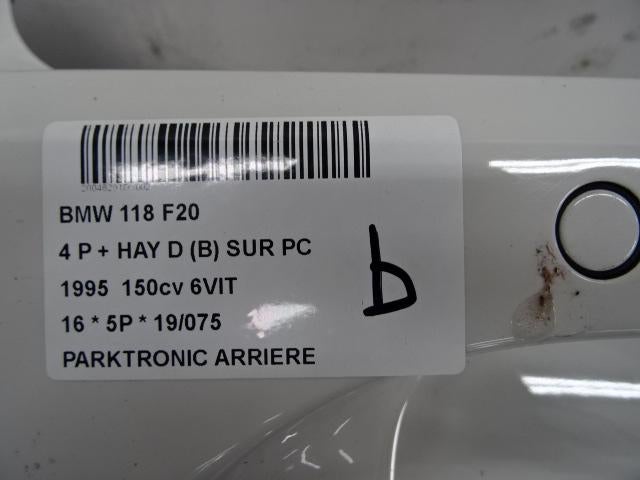 BMW 118 F20
4 P + HAY D (B) SUR PC
1995 150cv 6VIT
16 * 5P * 19/075
PARKTRONIC ARRIERE
b